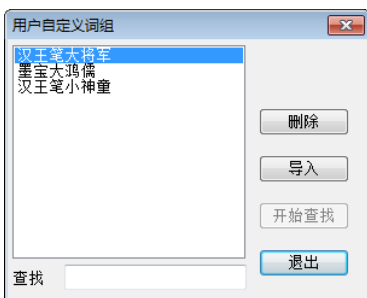 用户自定义词组
汉王笔大将军
墨宝大鸿儒
汉王笔小神童
删除
导入
开始查找
退出
查找